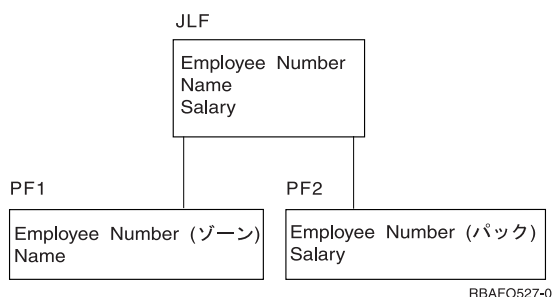 JLF
Employee Number
Name
Salary
PF1
Employee Number (ゾーン)
Name
PF2
Employee Number (パック)
Salary
RBAFO527-0